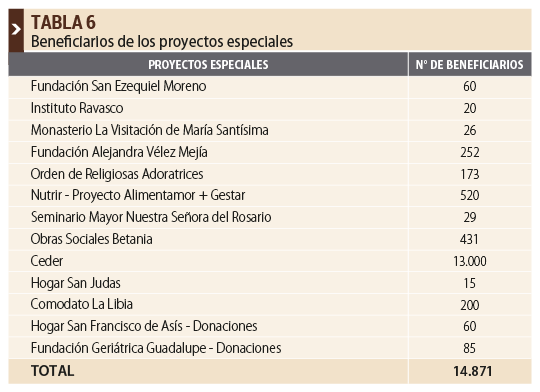 TABLA 6
Beneficiarios de los proyectos especiales
PROYECTOS ESPECIALES N° DE BENEFICIARIOS
Fundación San Ezequiel Moreno 60
Instituto Ravasco 20
Monasterio La Visitación de María Santísima 26
Fundación Alejandra Vélez Mejía 252
Orden de Religiosas Adoratrices 173
Nutrir - Proyecto Alimentamor + Gestar 520
Seminario Mayor Nuestra Señora del Rosario 29
Obras Sociales Betania 431
Ceder 13.000
Hogar San Judas 15
Comodato La Libia 200
Hogar San Francisco de Asís - Donaciones 60
Fundación Geriátrica Guadalupe - Donaciones 85
TOTAL 14.871